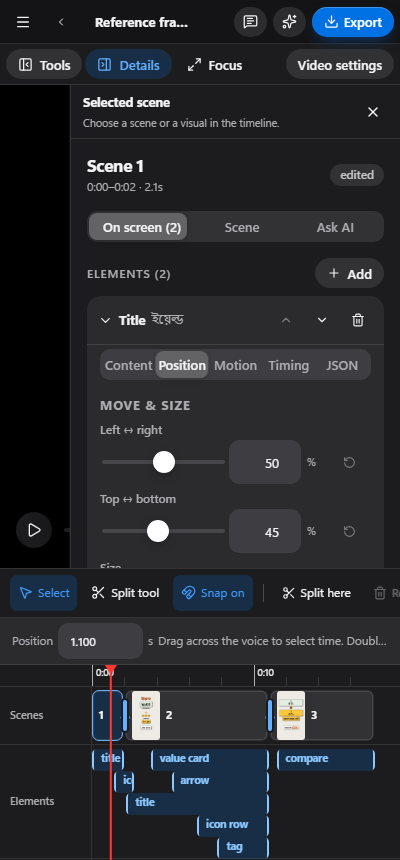 Reference fra...
Export
Tools
Details
Focus
Video settings
Selected scene
Choose a scene or a visual in the timeline.
Scene 1
0:00–0:02 · 2.1s
edited
On screen (2)
Scene
Ask AI
ELEMENTS (2)
Add
Title ইয়েল্ড
Content
Position
Motion
Timing
JSON
MOVE & SIZE
Left ↔ right
50
%
Top ↔ bottom
45
%
Select
Split tool
Snap on
Split here
Position
1.100
s
Drag across the voice to select time. Doubl...
0:00
0:10
Scenes
1
2
3
Elements
title
value card
compare
arrow
title
icon row
tag